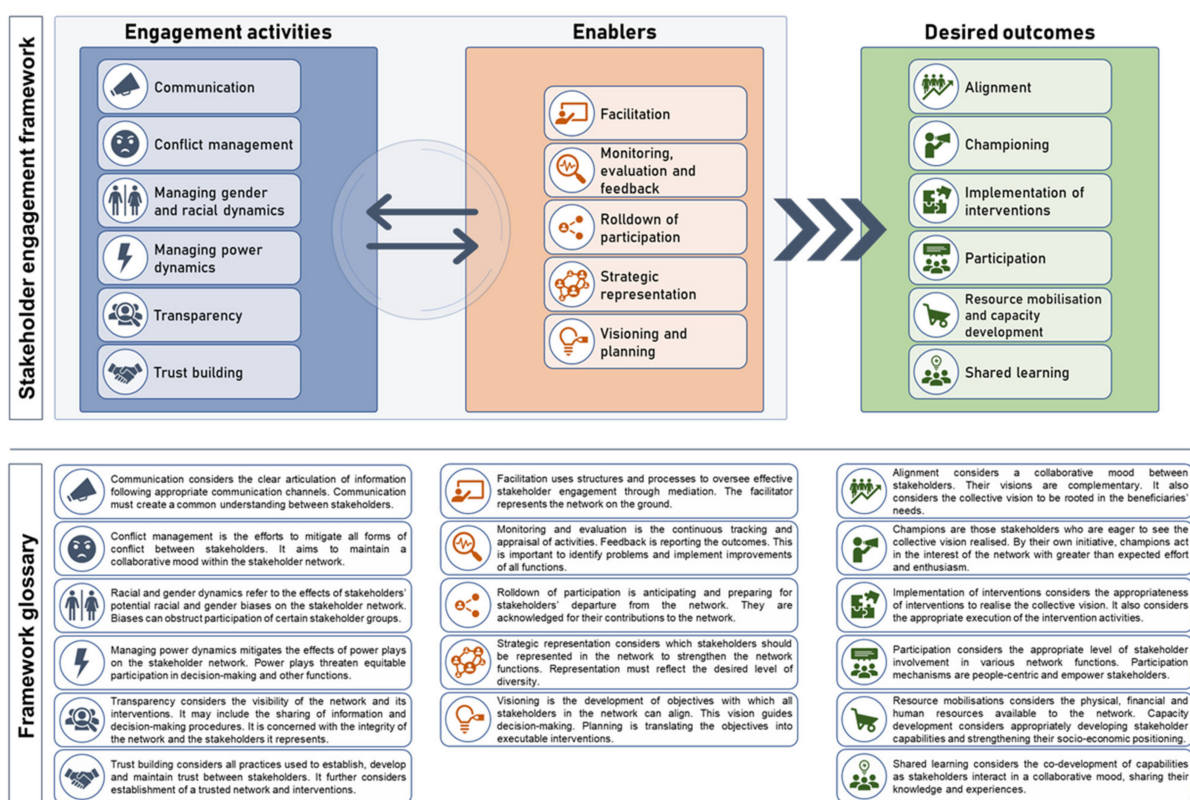 Stakeholder engagement framework
Engagement activities
Communication
Conflict management
Managing gender
and racial dynamics
Managing power
dynamics
Transparency
Trust building
Enablers
Facilitation
Monitoring,
evaluation and
feedback
Rolldown of
participation
Strategic
representation
Visioning and
planning
Desired outcomes
Alignment
Championing
Implementation of
interventions
Participation
Resource mobilisation
and capacity
development
Shared learning
Framework glossary
Communication considers the clear articulation of information
following appropriate communication channels. Communication
must create a common understanding between stakeholders.
Conflict management is the efforts to mitigate all forms of
conflict between stakeholders. It aims to maintain a
collaborative mood within the stakeholder network.
Racial and gender dynamics refer to the effects of stakeholders'
potential racial and gender biases on the stakeholder network.
Biases can obstruct participation of certain stakeholder groups.
Managing power dynamics mitigates the effects of power plays
on the stakeholder network. Power plays threaten equitable
participation in decision-making and other functions.
Transparency considers the visibility of the network and its
interventions. It may include the sharing of information and
decision-making procedures. It is concerned with the integrity of
the network and the stakeholders it represents.
Trust building considers all practices used to establish, develop
and maintain trust between stakeholders. It further considers
establishment of a trusted network and interventions.
Facilitation uses structures and processes to oversee effective
stakeholder engagement through mediation. The facilitator
represents the network on the ground.
Monitoring and evaluation is the continuous tracking and
appraisal of activities. Feedback is reporting the outcomes. This
is important to identify problems and implement improvements
of all functions.
Rolldown of participation is anticipating and preparing for
stakeholders' departure from the network. They are
acknowledged for their contributions to the network.
Strategic representation considers which stakeholders should
be represented in the network to strengthen the network
functions. Representation must reflect the desired level of
diversity.
Visioning is the development of objectives with which all
stakeholders in the network can align. This vision guides
decision-making. Planning is translating the objectives into
executable interventions.
Alignment considers a collaborative mood between
stakeholders. Their visions are complementary. It also
considers the collective vision to be rooted in the beneficiaries'
needs.
Champions are those stakeholders who are eager to see the
collective vision realised. By their own initiative, champions act
in the interest of the network with greater than expected effort
and enthusiasm.
Implementation of interventions considers the appropriateness
of interventions to realise the collective vision. It also considers
the appropriate execution of the intervention activities.
Participation considers the appropriate level of stakeholder
involvement in various network functions. Participation
mechanisms are people-centric and empower stakeholders.
Resource mobilisations considers the physical, financial and
human resources available to the network. Capacity
development considers appropriately developing stakeholder
capabilities and strengthening their socio-economic positioning.
Shared learning considers the co-development of capabilities
as stakeholders interact in a collaborative mood, sharing their
knowledge and experiences.